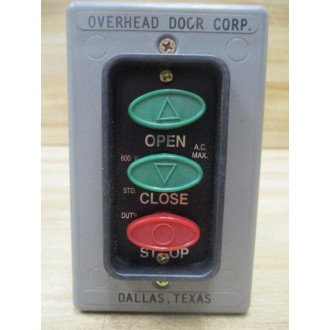 OVERHEAD DOOR CORP.
OPEN
600 V. A.C. MAX.
STD.
CLOSE
DUTY
STOP
DALLAS, TEXAS